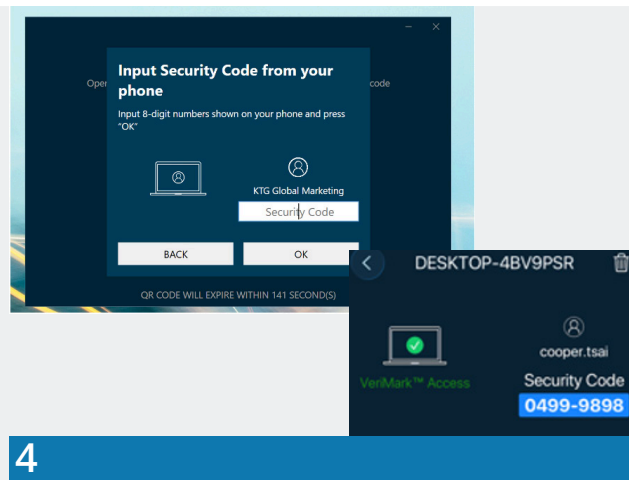 Input Security Code from your
phone
Oper
code
Input 8-digit numbers shown on your phone and press
"OK"
KTG Global Marketing
Security Code
BACK
OK
QR CODE WILL EXPIRE WITHIN 141 SECOND(S)
DESKTOP-4BV9PSR
cooper.tsai
VeriMark™ Access
Security Code
0499-9898
4